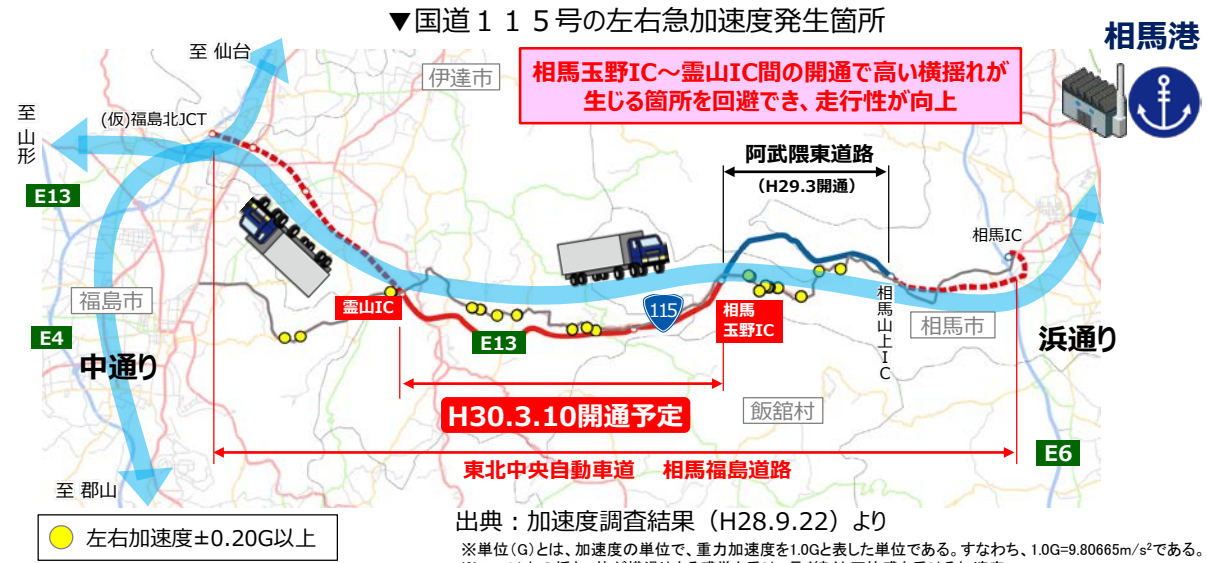 ▼国道１１５号の左右急加速度発生箇所
相馬港
至 仙台
伊達市
相馬玉野IC～霊山IC間の開通で高い横揺れが
生じる箇所を回避でき、走行性が向上
至山形
(仮)福島北JCT
阿武隈東道路
(H29.3開通)
E13
相馬IC
福島市
霊山IC
115
相馬
玉野IC
相馬山上IC
相馬市
E4
E13
中通り
浜通り
H30.3.10開通予定
飯舘村
E6
東北中央自動車道　相馬福島道路
至 郡山
左右加速度±0.20G以上
出典：加速度調査結果（H28.9.22）より
※単位(G)とは、加速度の単位で、重力加速度を1.0Gと表した単位である。すなわち、1.0G=9.80665m/s²である。